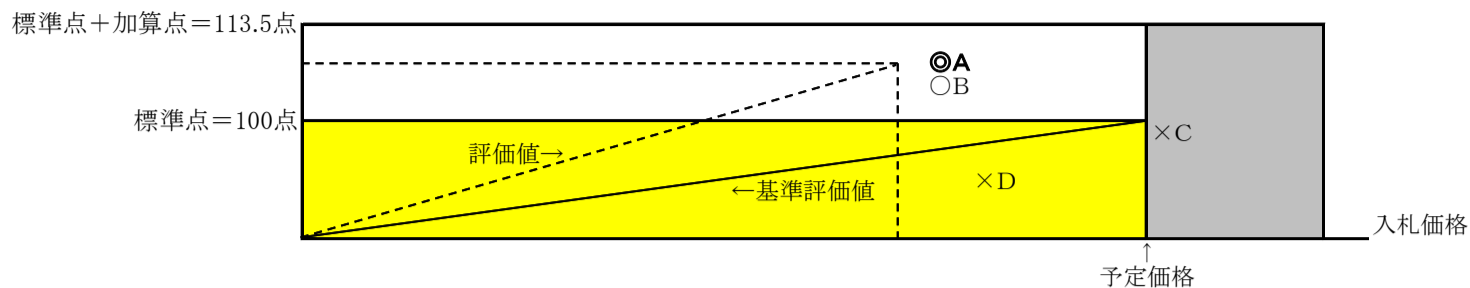 標準点+加算点=113.5点
◎A
○B
標準点=100点
×C
評価値→
×D
←基準評価値
入札価格
↑
予定価格